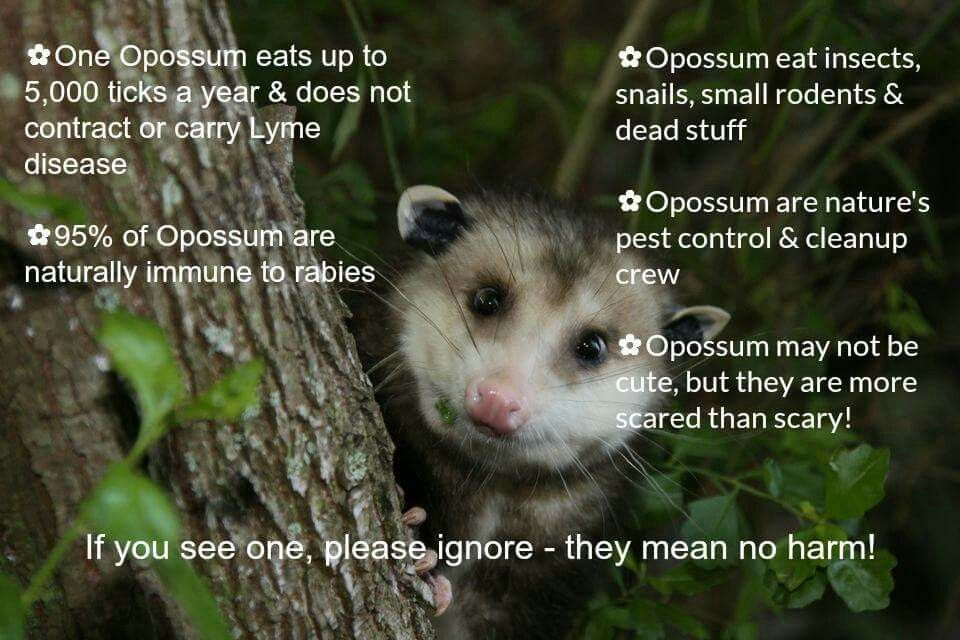 ✿One Opossum eats up to
5,000 ticks a year & does not
contract or carry Lyme
disease
✿95% of Opossum are
naturally immune to rabies
✿Opossum eat insects,
snails, small rodents &
dead stuff
✿Opossum are nature's
pest control & cleanup
crew
✿Opossum may not be
cute, but they are more
scared than scary!
If you see one, please ignore - they mean no harm!